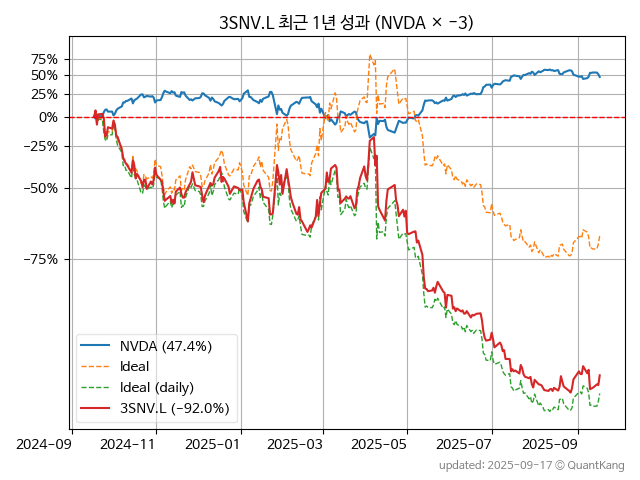 3SNV.L 최근 1년 성과 (NVDA × −3)
75%
50%
25%
0%
−25%
−50%
−75%
NVDA (47.4%)
Ideal
Ideal (daily)
3SNV.L (−92.0%)
2024-09 2024-11 2025-01 2025-03 2025-05 2025-07 2025-09
updated: 2025-09-17 © QuantKang